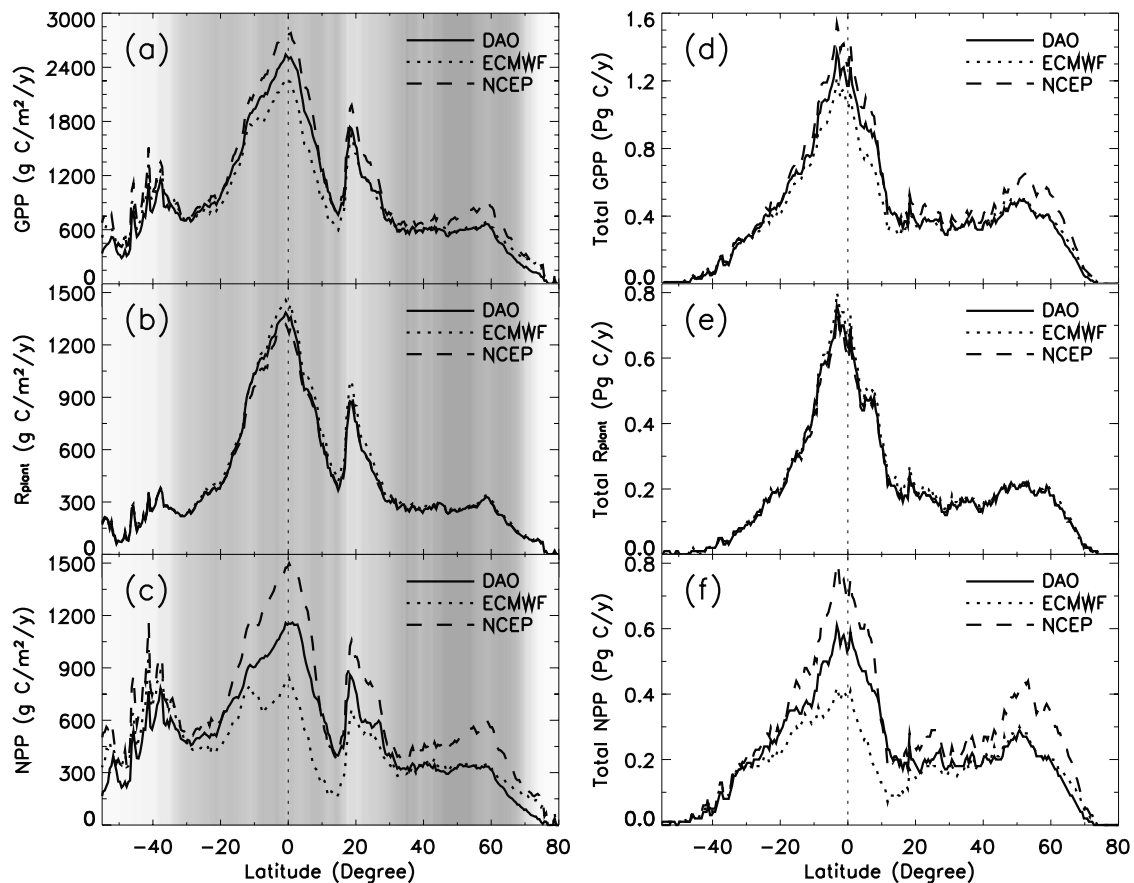 (a)
DAO
ECMWF
NCEP
GPP (g C/m²/y)
3000
2400
1800
1200
600
0
(d)
DAO
ECMWF
NCEP
Total GPP (Pg C/y)
1.6
1.2
0.8
0.4
0.0
(b)
DAO
ECMWF
NCEP
Rplant (g C/m²/y)
1500
1200
900
600
300
0
(e)
DAO
ECMWF
NCEP
Total Rplant (Pg C/y)
0.8
0.6
0.4
0.2
0.0
(c)
DAO
ECMWF
NCEP
NPP (g C/m²/y)
1500
1200
900
600
300
0
−40 −20 0 20 40 60 80
Latitude (Degree)
(f)
DAO
ECMWF
NCEP
Total NPP (Pg C/y)
0.8
0.6
0.4
0.2
0.0
−40 −20 0 20 40 60 80
Latitude (Degree)